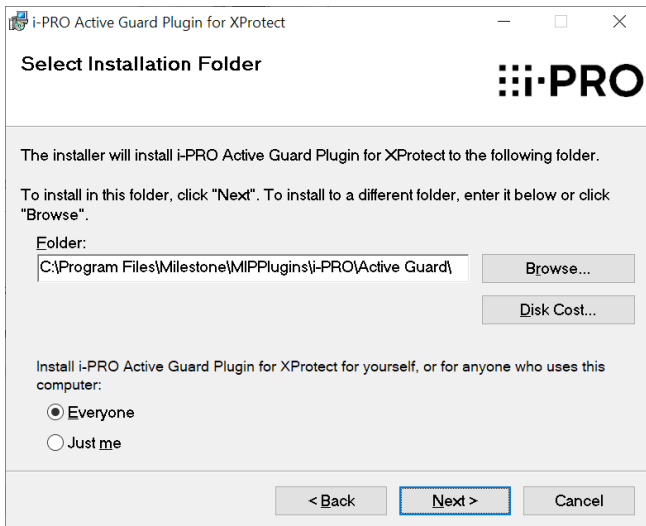 i-PRO Active Guard Plugin for XProtect
Select Installation Folder
i-PRO
The installer will install i-PRO Active Guard Plugin for XProtect to the following folder.
To install in this folder, click "Next". To install to a different folder, enter it below or click
"Browse".
Folder:
C:\Program Files\Milestone\MIPPlugins\i-PRO\Active Guard\
Browse...
Disk Cost...
Install i-PRO Active Guard Plugin for XProtect for yourself, or for anyone who uses this
computer:
Everyone
Just me
< Back
Next >
Cancel